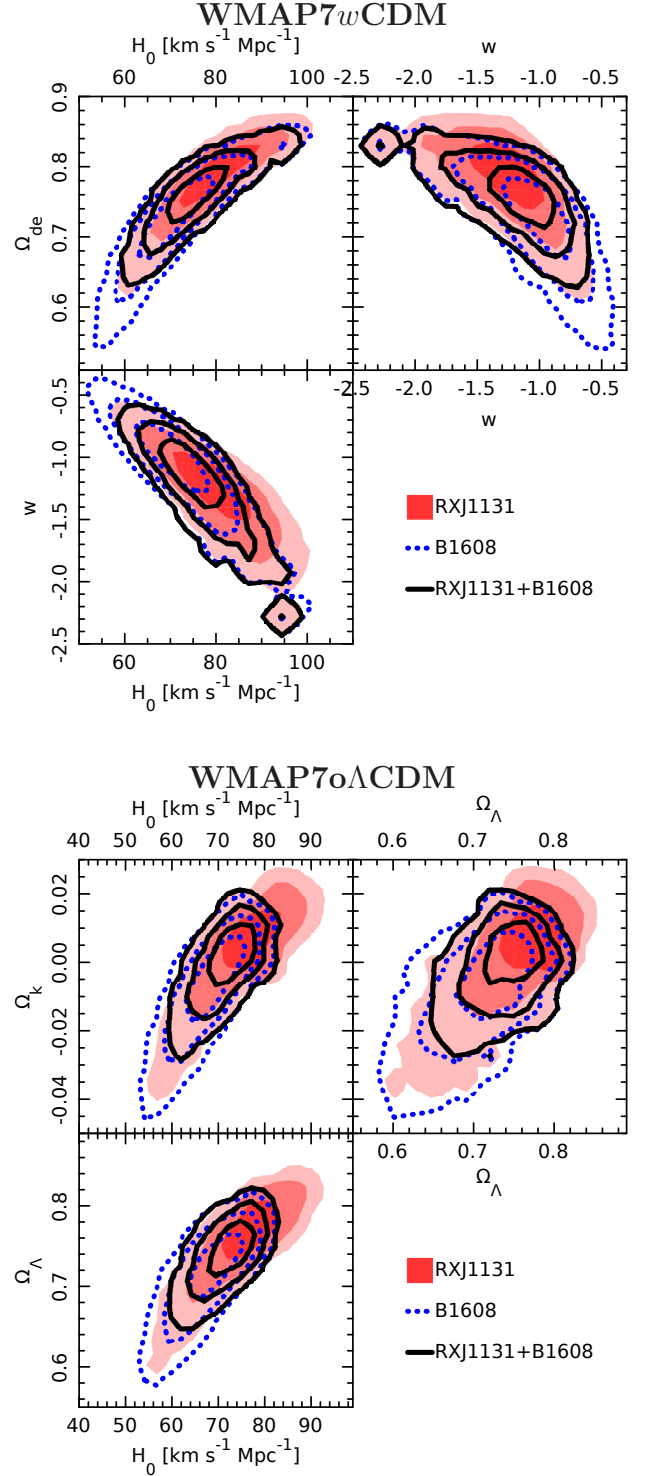 WMAP7wCDM
H0 [km s-1 Mpc-1]
w
60 80 100 -2.5 -2.0 -1.5 -1.0 -0.5
0.9
0.8
0.7
0.6
Ωde
-0.5
-1.0
-1.5
-2.0
-2.5
w
-2.5 -2.0 -1.5 -1.0 -0.5
w
RXJ1131
B1608
RXJ1131+B1608
60 80 100
H0 [km s-1 Mpc-1]
WMAP7oΛCDM
H0 [km s-1 Mpc-1]
ΩΛ
40 50 60 70 80 90 0.6 0.7 0.8
0.02
0.00
-0.02
-0.04
Ωk
0.6 0.7 0.8
ΩΛ
0.8
0.7
0.6
ΩΛ
RXJ1131
B1608
RXJ1131+B1608
40 50 60 70 80 90
H0 [km s-1 Mpc-1]